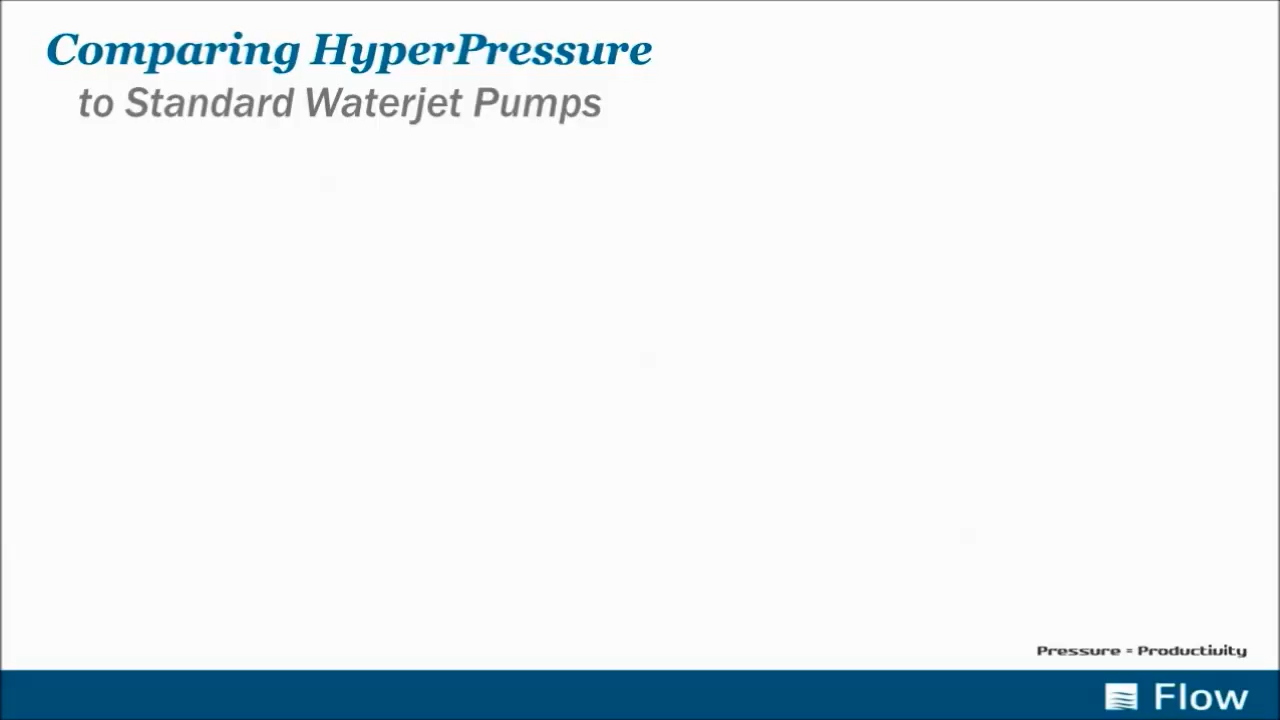 Comparing HyperPressure
to Standard Waterjet Pumps
Pressure = Productivity
Flow